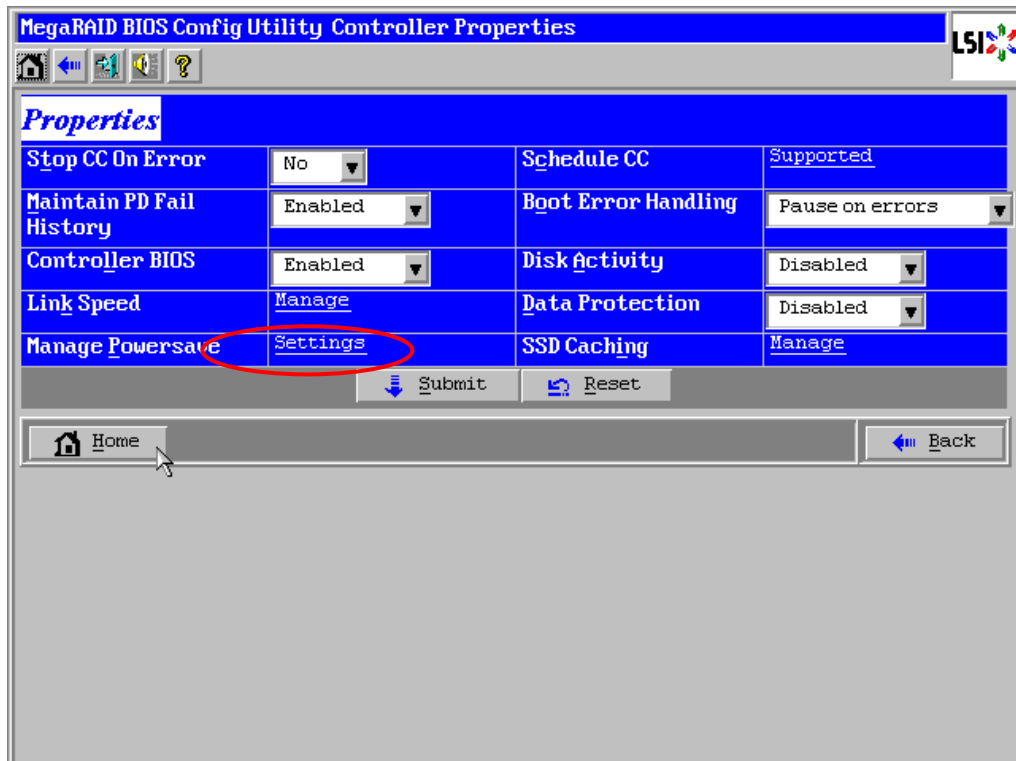 MegaRAID BIOS Config Utility Controller Properties
LSI
?
Properties
Stop CC On Error No Schedule CC Supported
Maintain PD Fail History Enabled Boot Error Handling Pause on errors
Controller BIOS Enabled Disk Activity Disabled
Link Speed Manage Data Protection Disabled
Manage Powersave Settings SSD Caching Manage
Submit Reset
Home Back